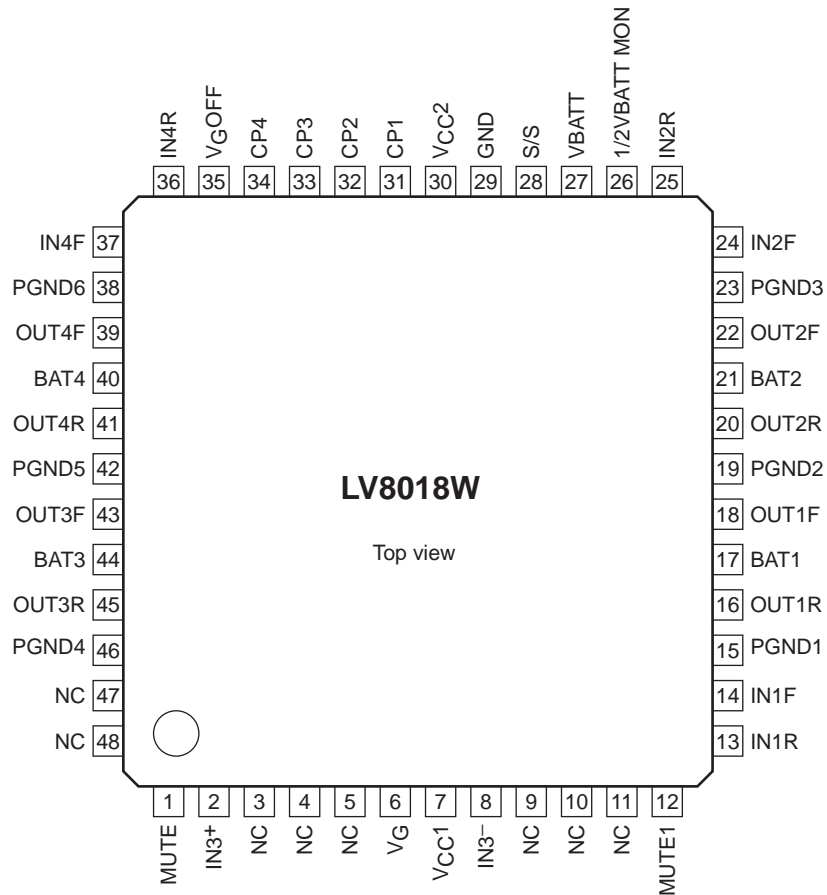 IN4R
VGOFF
CP4
CP3
CP2
CP1
VCC2
GND
S/S
VBATT
1/2VBATT MON
IN2R
36 35 34 33 32 31 30 29 28 27 26 25
IN4F 37
PGND6 38
OUT4F 39
BAT4 40
OUT4R 41
PGND5 42
OUT3F 43
BAT3 44
OUT3R 45
PGND4 46
NC 47
NC 48
LV8018W
Top view
24 IN2F
23 PGND3
22 OUT2F
21 BAT2
20 OUT2R
19 PGND2
18 OUT1F
17 BAT1
16 OUT1R
15 PGND1
14 IN1F
13 IN1R
1 2 3 4 5 6 7 8 9 10 11 12
MUTE
IN3+
NC
NC
NC
VG
VCC1
IN3–
NC
NC
NC
MUTE1